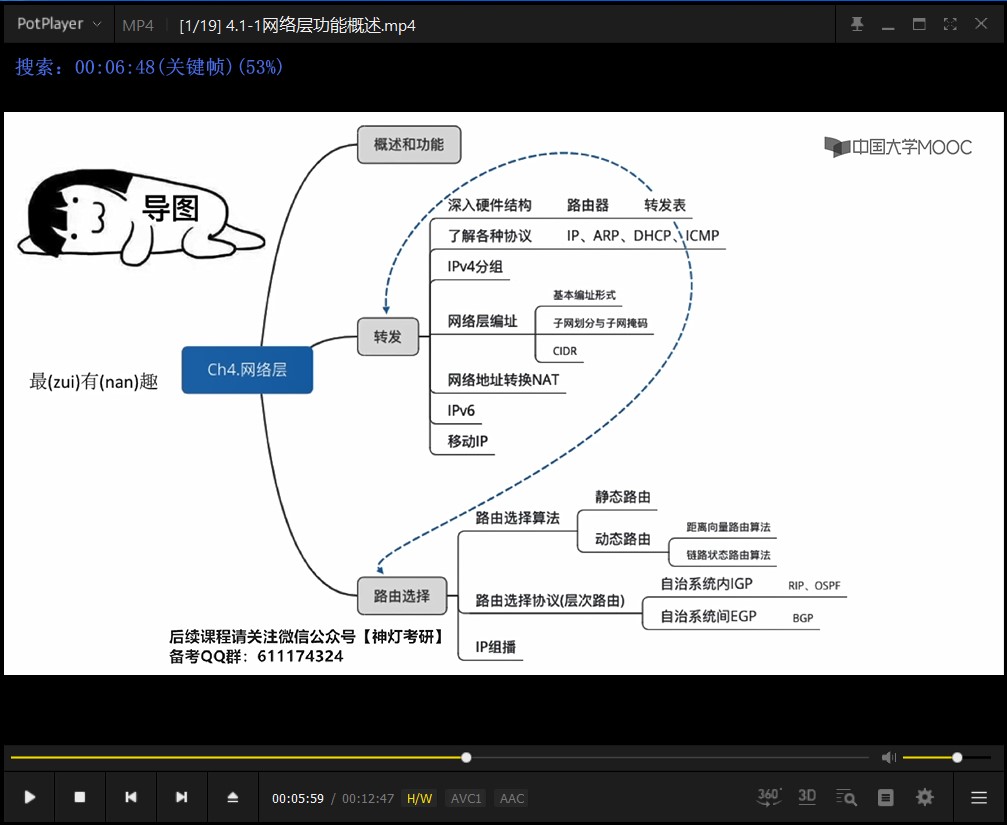 PotPlayer MP4 [1/19] 4.1-1网络层功能概述.mp4
搜索：00:06:48(关键帧)(53%)
概述和功能
中国大学MOOC
导图
深入硬件结构 路由器 转发表
了解各种协议 IP、ARP、DHCP、ICMP
IPv4分组
基本编址形式
网络层编址
子网划分与子网掩码
CIDR
转发
网络地址转换NAT
IPv6
移动IP
Ch4.网络层
最(zui)有(nan)趣
静态路由
路由选择算法
动态路由
距离向量路由算法
链路状态路由算法
路由选择
自治系统内IGP RIP、OSPF
路由选择协议(层次路由)
自治系统间EGP BGP
IP组播
后续课程请关注微信公众号【神灯考研】
备考QQ群：611174324
00:05:59 / 00:12:47 H/W AVC1 AAC
360° 3D